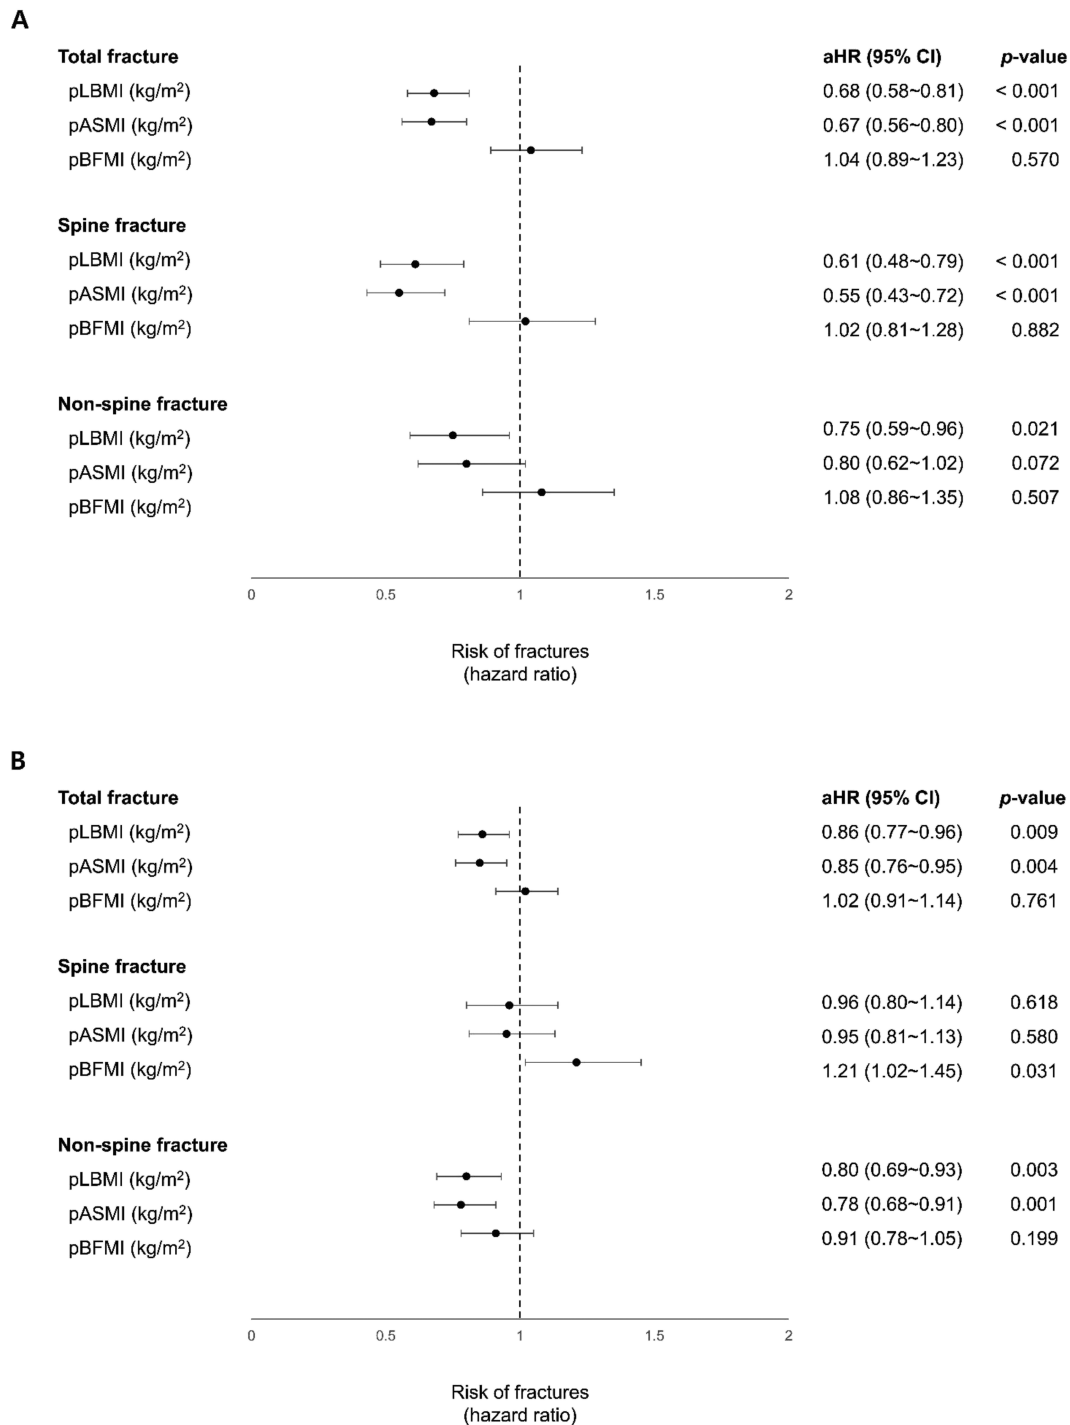 A
Total fracture aHR (95% CI) p-value
pLBMI (kg/m²) 0.68 (0.58~0.81) < 0.001
pASMI (kg/m²) 0.67 (0.56~0.80) < 0.001
pBFMI (kg/m²) 1.04 (0.89~1.23) 0.570
Spine fracture
pLBMI (kg/m²) 0.61 (0.48~0.79) < 0.001
pASMI (kg/m²) 0.55 (0.43~0.72) < 0.001
pBFMI (kg/m²) 1.02 (0.81~1.28) 0.882
Non-spine fracture
pLBMI (kg/m²) 0.75 (0.59~0.96) 0.021
pASMI (kg/m²) 0.80 (0.62~1.02) 0.072
pBFMI (kg/m²) 1.08 (0.86~1.35) 0.507
0 0.5 1 1.5 2
Risk of fractures
(hazard ratio)
B
Total fracture aHR (95% CI) p-value
pLBMI (kg/m²) 0.86 (0.77~0.96) 0.009
pASMI (kg/m²) 0.85 (0.76~0.95) 0.004
pBFMI (kg/m²) 1.02 (0.91~1.14) 0.761
Spine fracture
pLBMI (kg/m²) 0.96 (0.80~1.14) 0.618
pASMI (kg/m²) 0.95 (0.81~1.13) 0.580
pBFMI (kg/m²) 1.21 (1.02~1.45) 0.031
Non-spine fracture
pLBMI (kg/m²) 0.80 (0.69~0.93) 0.003
pASMI (kg/m²) 0.78 (0.68~0.91) 0.001
pBFMI (kg/m²) 0.91 (0.78~1.05) 0.199
0 0.5 1 1.5 2
Risk of fractures
(hazard ratio)